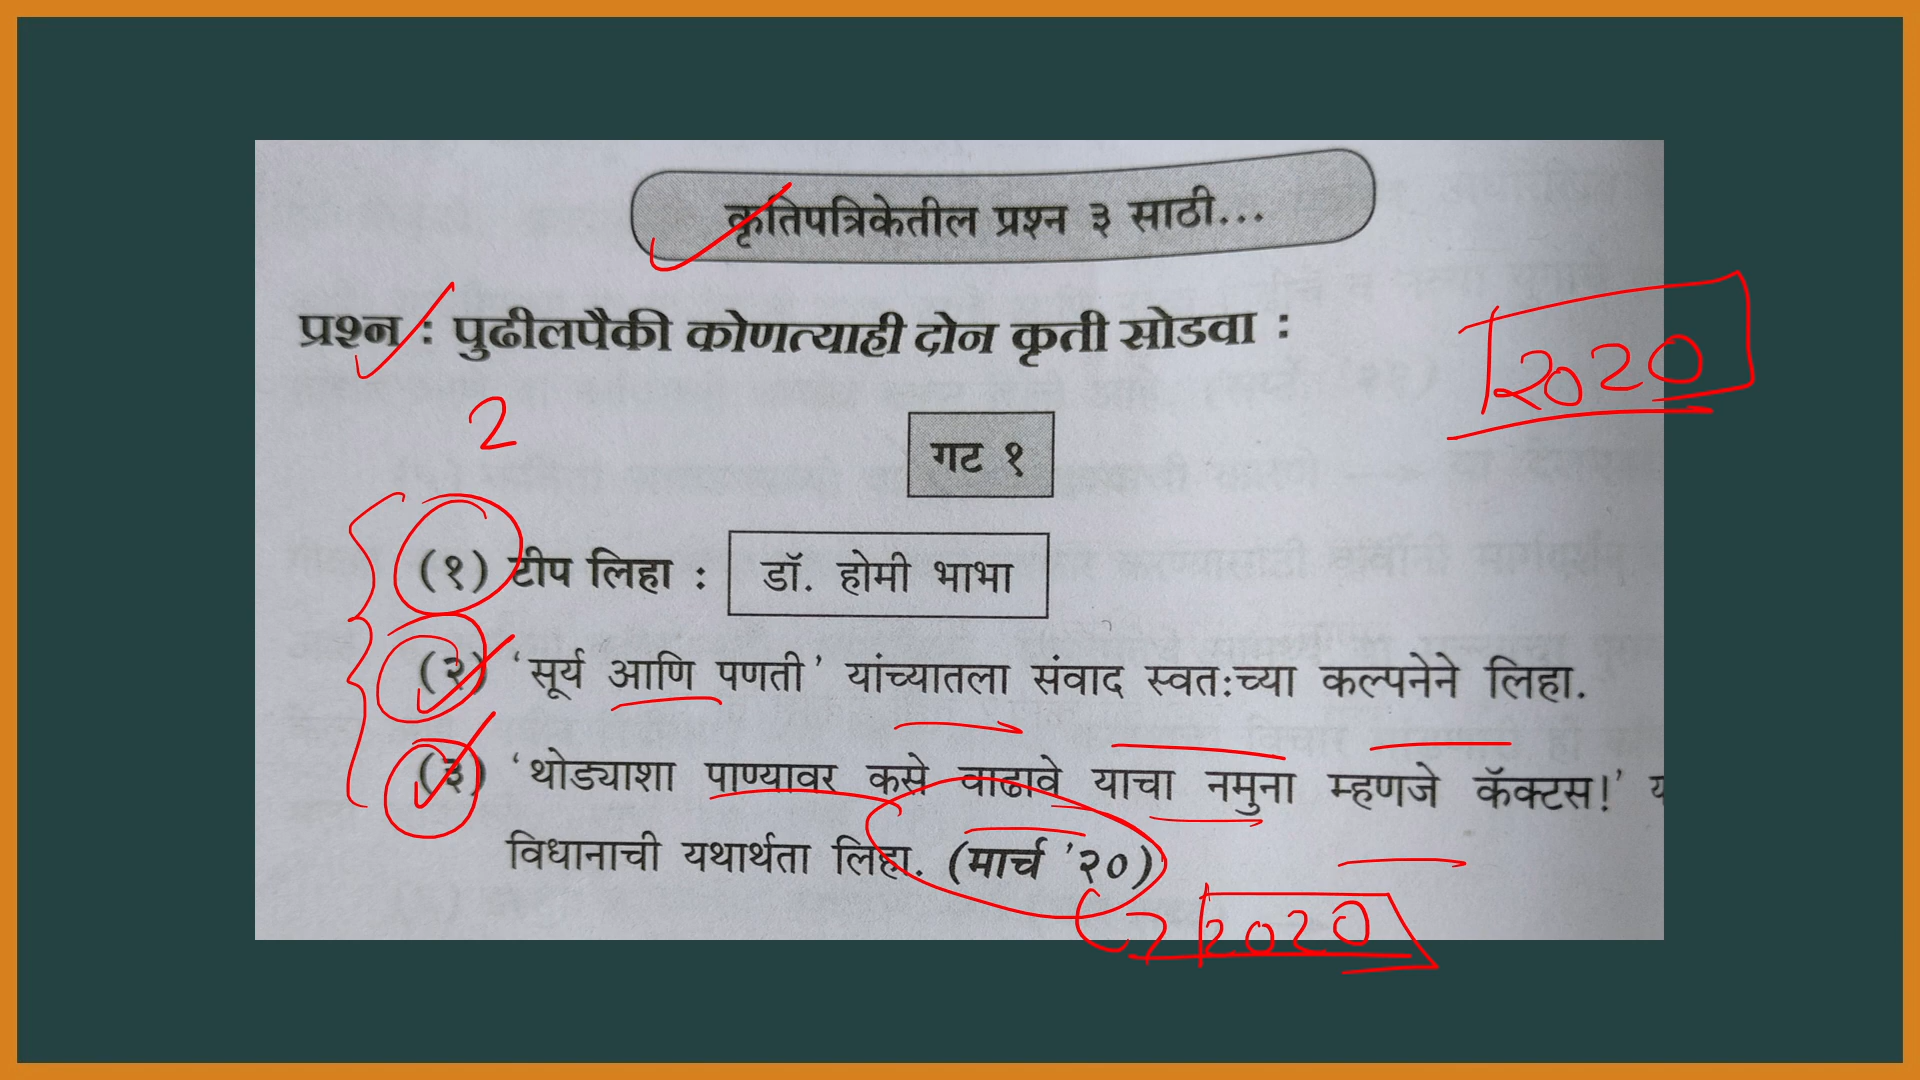 कृतिपत्रिकेतील प्रश्न ३ साठी...
प्रश्न : पुढीलपैकी कोणत्याही दोन कृती सोडवा :
2020
2
गट १
(१) टीप लिहा : डॉ. होमी भाभा
(२) ‘सूर्य आणि पणती’ यांच्यातला संवाद स्वतःच्या कल्पनेने लिहा.
(३) ‘थोड्याशा पाण्यावर कसे वाढावे याचा नमुना म्हणजे कॅक्टस!’
विधानाची यथार्थता लिहा. (मार्च ’२०)
2020